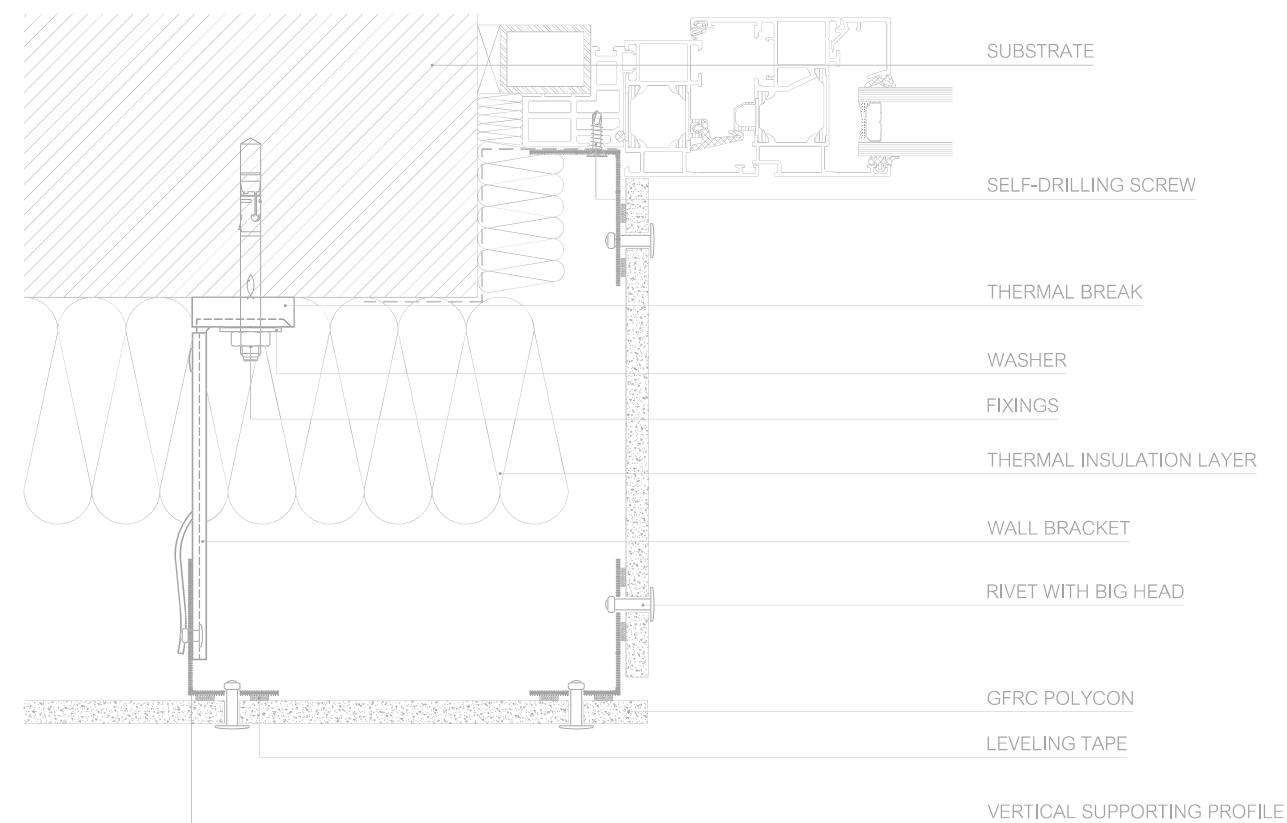 SUBSTRATE
SELF-DRILLING SCREW
THERMAL BREAK
WASHER
FIXINGS
THERMAL INSULATION LAYER
WALL BRACKET
RIVET WITH BIG HEAD
GFRC POLYCON
LEVELING TAPE
VERTICAL SUPPORTING PROFILE